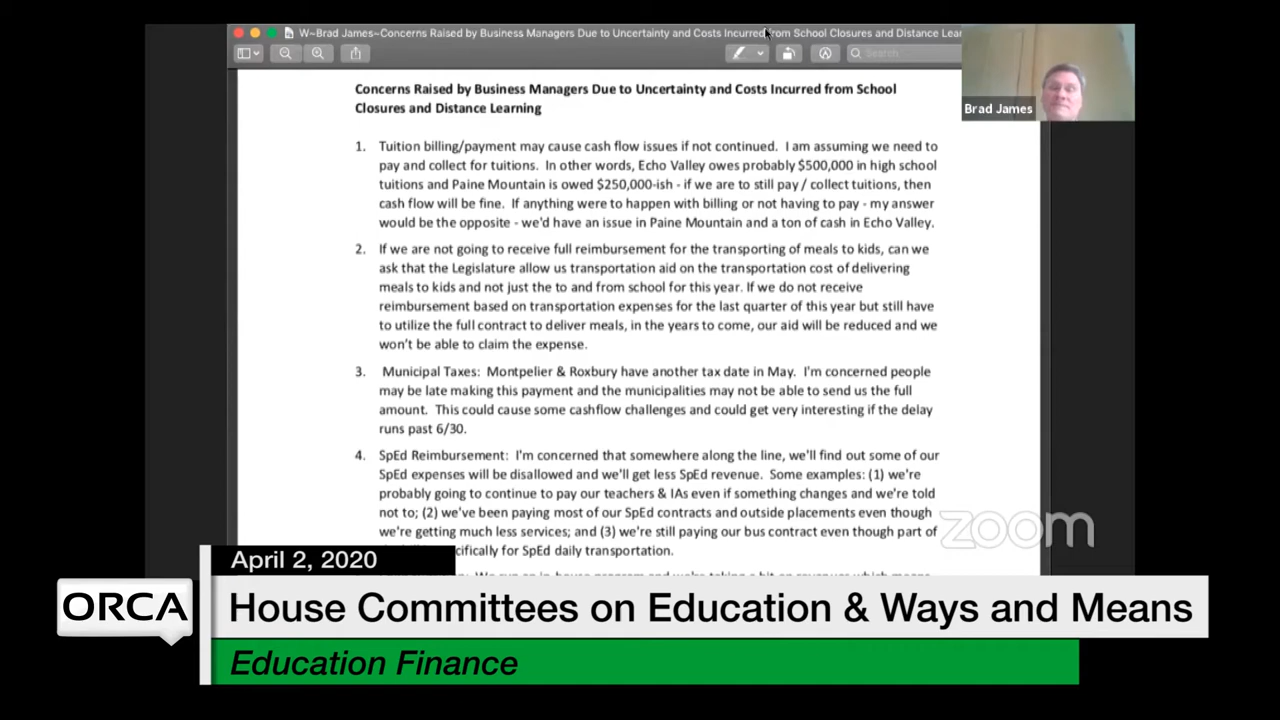 W~Brad James~Concerns Raised by Business Managers Due to Uncertainty and Costs Incurred from School Closures and Distance Lear
Search
Brad James
Concerns Raised by Business Managers Due to Uncertainty and Costs Incurred from School
Closures and Distance Learning
1. Tuition billing/payment may cause cash flow issues if not continued. I am assuming we need to
pay and collect for tuitions. In other words, Echo Valley owes probably $500,000 in high school
tuitions and Paine Mountain is owed $250,000-ish - if we are to still pay / collect tuitions, then
cash flow will be fine. If anything were to happen with billing or not having to pay - my answer
would be the opposite - we'd have an issue in Paine Mountain and a ton of cash in Echo Valley.
2. If we are not going to receive full reimbursement for the transporting of meals to kids, can we
ask that the Legislature allow us transportation aid on the transportation cost of delivering
meals to kids and not just the to and from school for this year. If we do not receive
reimbursement based on transportation expenses for the last quarter of this year but still have
to utilize the full contract to deliver meals, in the years to come, our aid will be reduced and we
won't be able to claim the expense.
3. Municipal Taxes: Montpelier & Roxbury have another tax date in May. I'm concerned people
may be late making this payment and the municipalities may not be able to send us the full
amount. This could cause some cashflow challenges and could get very interesting if the delay
runs past 6/30.
4. SpEd Reimbursement: I'm concerned that somewhere along the line, we'll find out some of our
SpEd expenses will be disallowed and we'll get less SpEd revenue. Some examples: (1) we're
probably going to continue to pay our teachers & IAs even if something changes and we're told
not to; (2) we've been paying most of our SpEd contracts and outside placements even though
we're getting much less services; and (3) we're still paying our bus contract even though part of
for SpEd daily transportation.
zoom
April 2, 2020
ORCA
House Committees on Education & Ways and Means
Education Finance